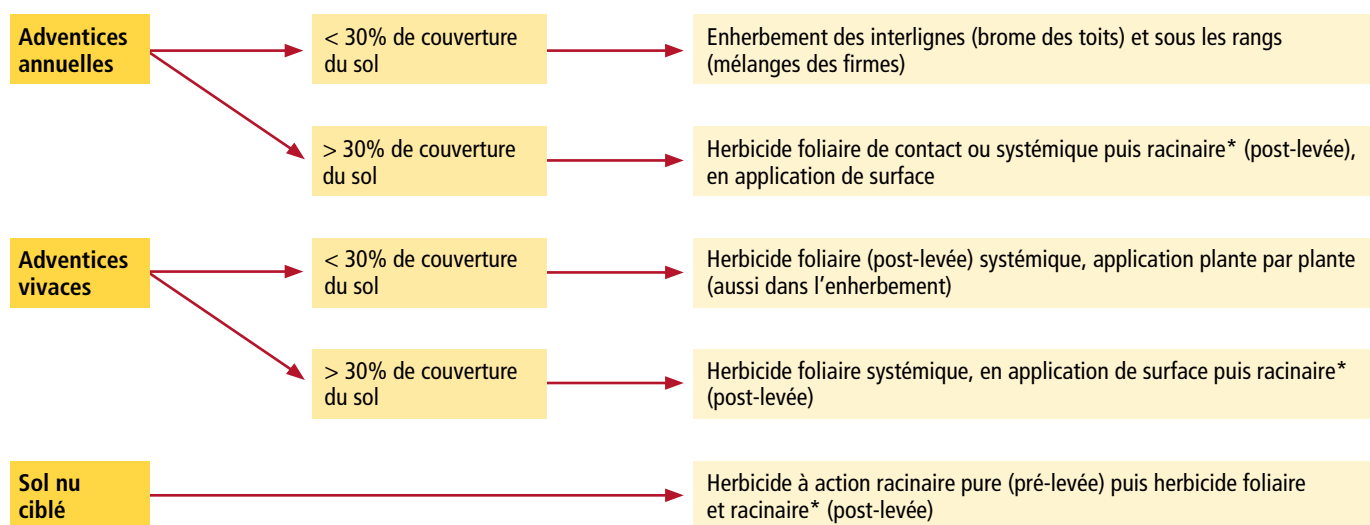 Adventices
annuelles
< 30% de couverture
du sol
Enherbement des interlignes (brome des toits) et sous les rangs
(mélanges des firmes)
> 30% de couverture
du sol
Herbicide foliaire de contact ou systémique puis racinaire* (post-levée),
en application de surface
Adventices
vivaces
< 30% de couverture
du sol
Herbicide foliaire (post-levée) systémique, application plante par plante
(aussi dans l'enherbement)
> 30% de couverture
du sol
Herbicide foliaire systémique, en application de surface puis racinaire*
(post-levée)
Sol nu
ciblé
Herbicide à action racinaire pure (pré-levée) puis herbicide foliaire
et racinaire* (post-levée)